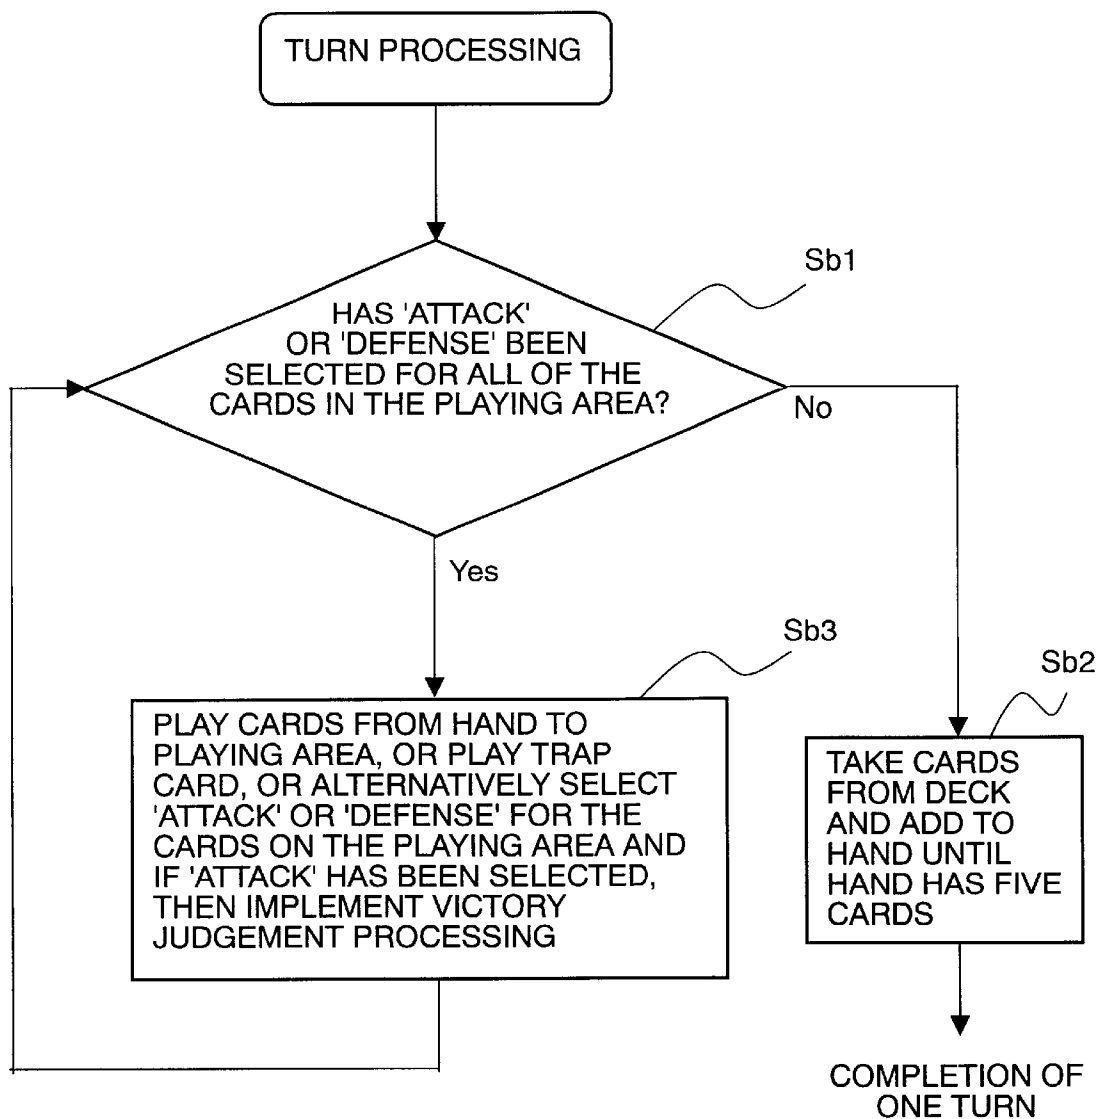 TURN PROCESSING
Sb1
HAS 'ATTACK'
OR 'DEFENSE' BEEN
SELECTED FOR ALL OF THE
CARDS IN THE PLAYING AREA?
No
Yes
Sb3
Sb2
PLAY CARDS FROM HAND TO
PLAYING AREA, OR PLAY TRAP
CARD, OR ALTERNATIVELY SELECT
'ATTACK' OR 'DEFENSE' FOR THE
CARDS ON THE PLAYING AREA AND
IF 'ATTACK' HAS BEEN SELECTED,
THEN IMPLEMENT VICTORY
JUDGEMENT PROCESSING
TAKE CARDS
FROM DECK
AND ADD TO
HAND UNTIL
HAND HAS FIVE
CARDS
COMPLETION OF
ONE TURN